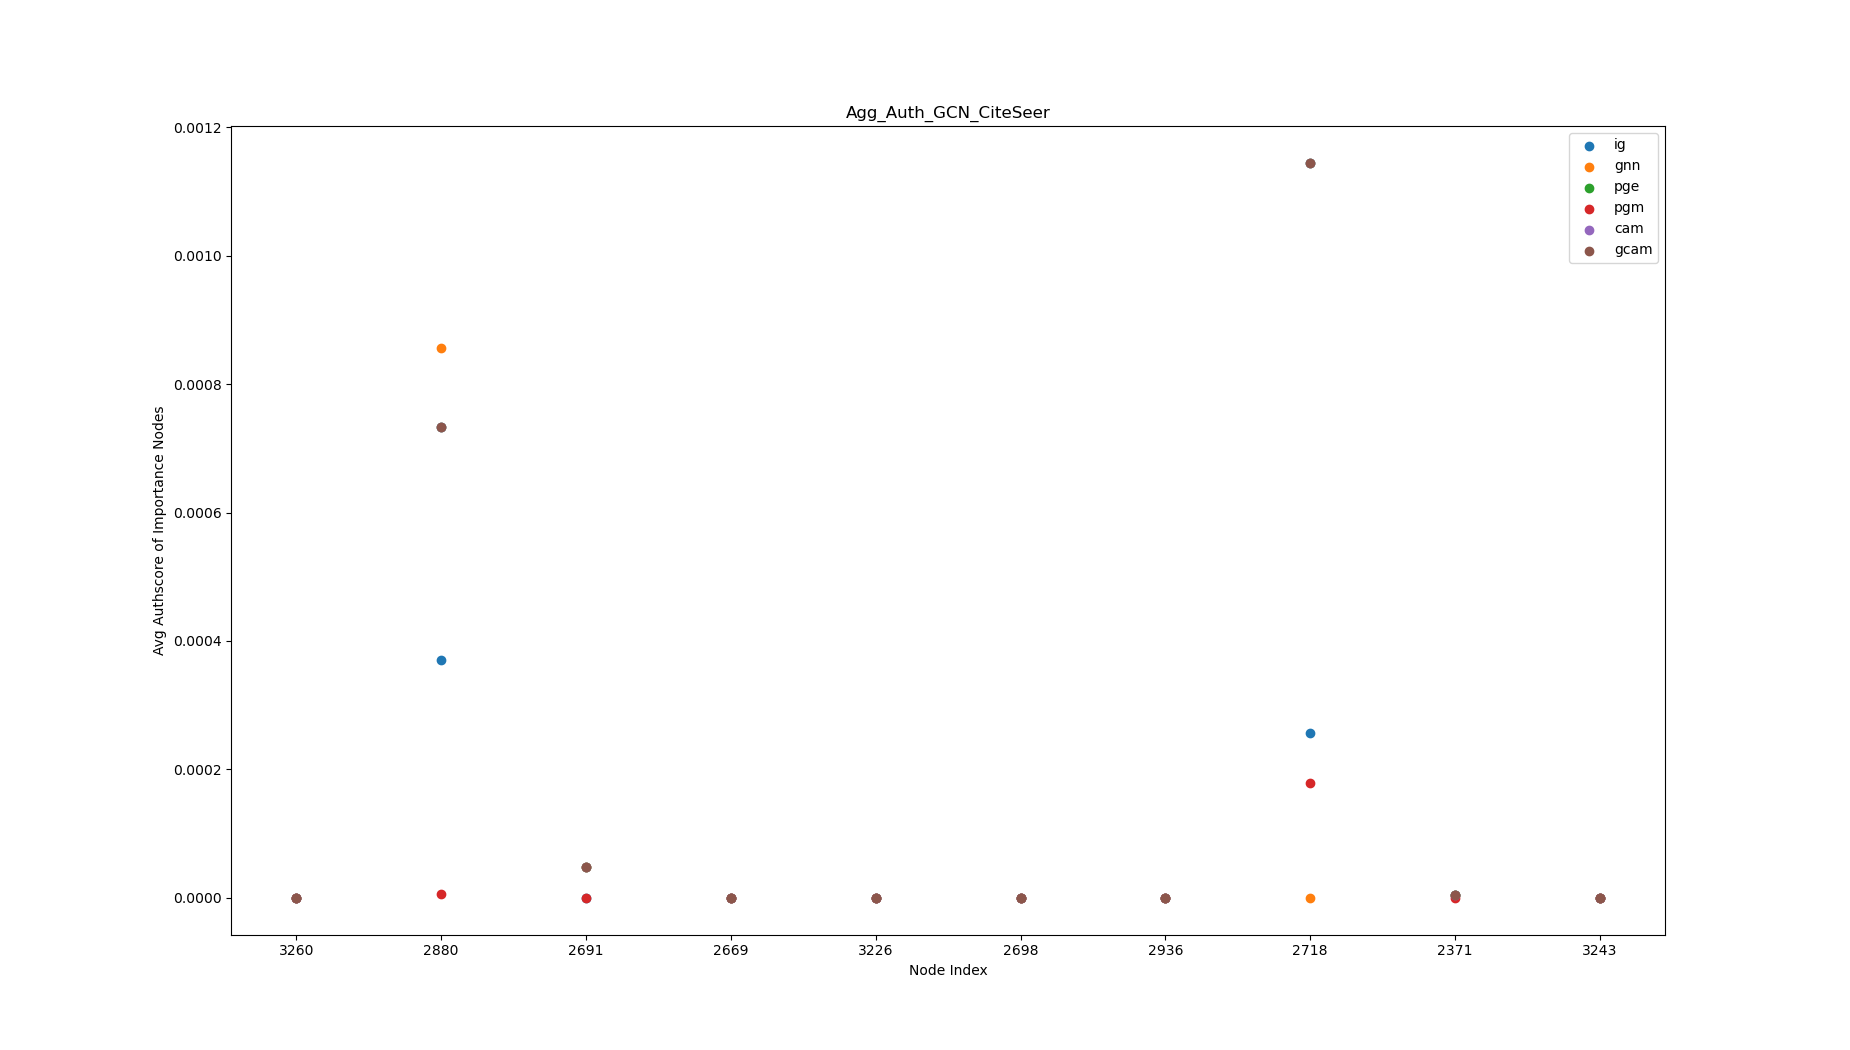 Agg_Auth_GCN_CiteSeer
0.0012
0.0010
0.0008
0.0006
0.0004
0.0002
0.0000
Avg Authscore of Importance Nodes
ig
gnn
pge
pgm
cam
gcam
3260 2880 2691 2669 3226 2698 2936 2718 2371 3243
Node Index